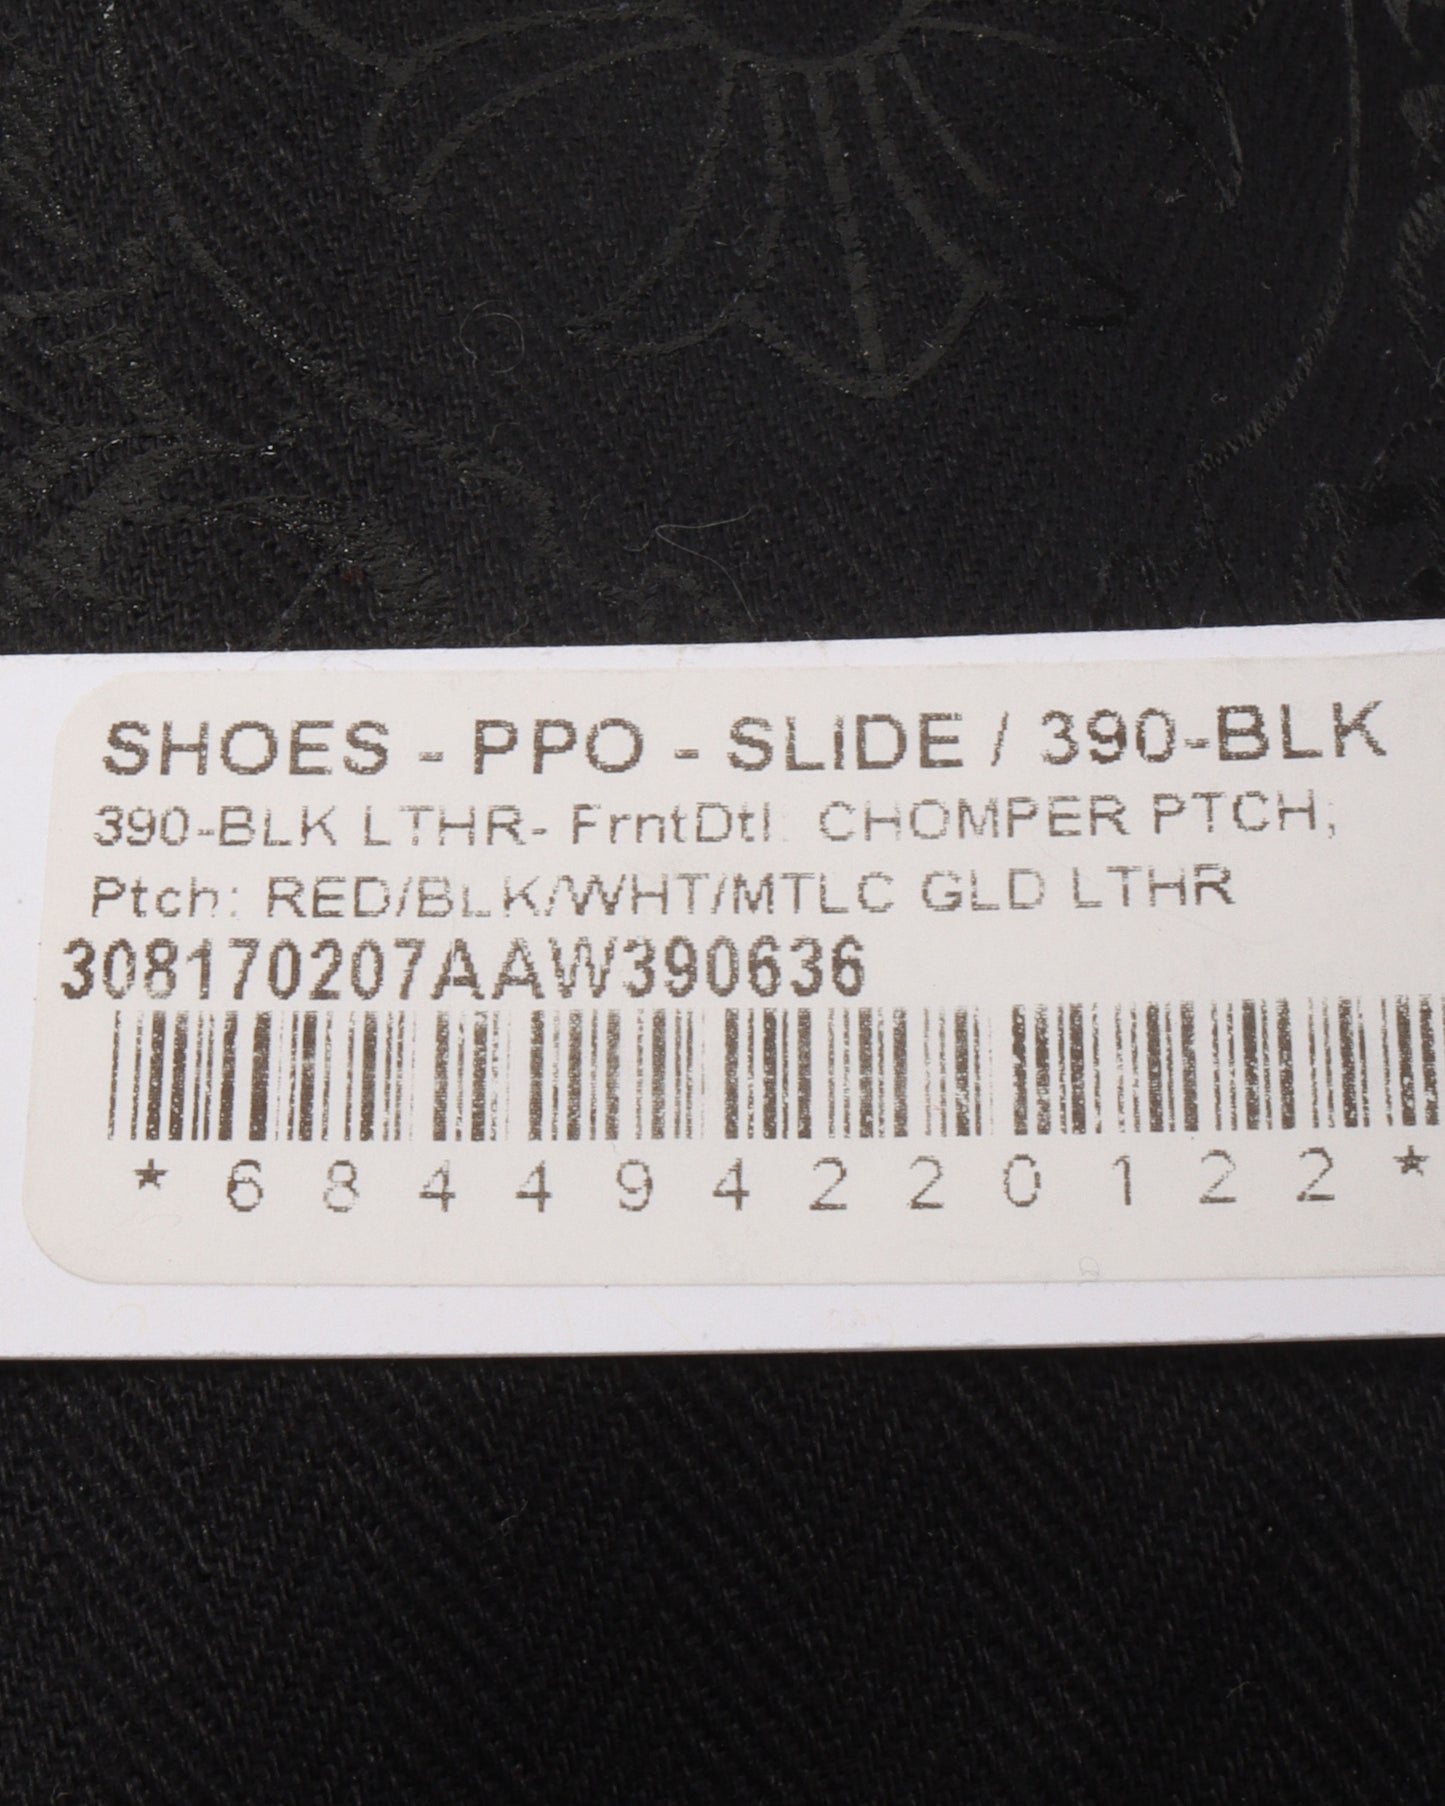 SHOES - PPO - SLIDE / 390-BLK
390-BLK LTHR- FrntDtl: CHOMPER PTCH;
Ptch: RED/BLK/WHT/MTLC GLD LTHR
308170207AAW390636
*684494220122*